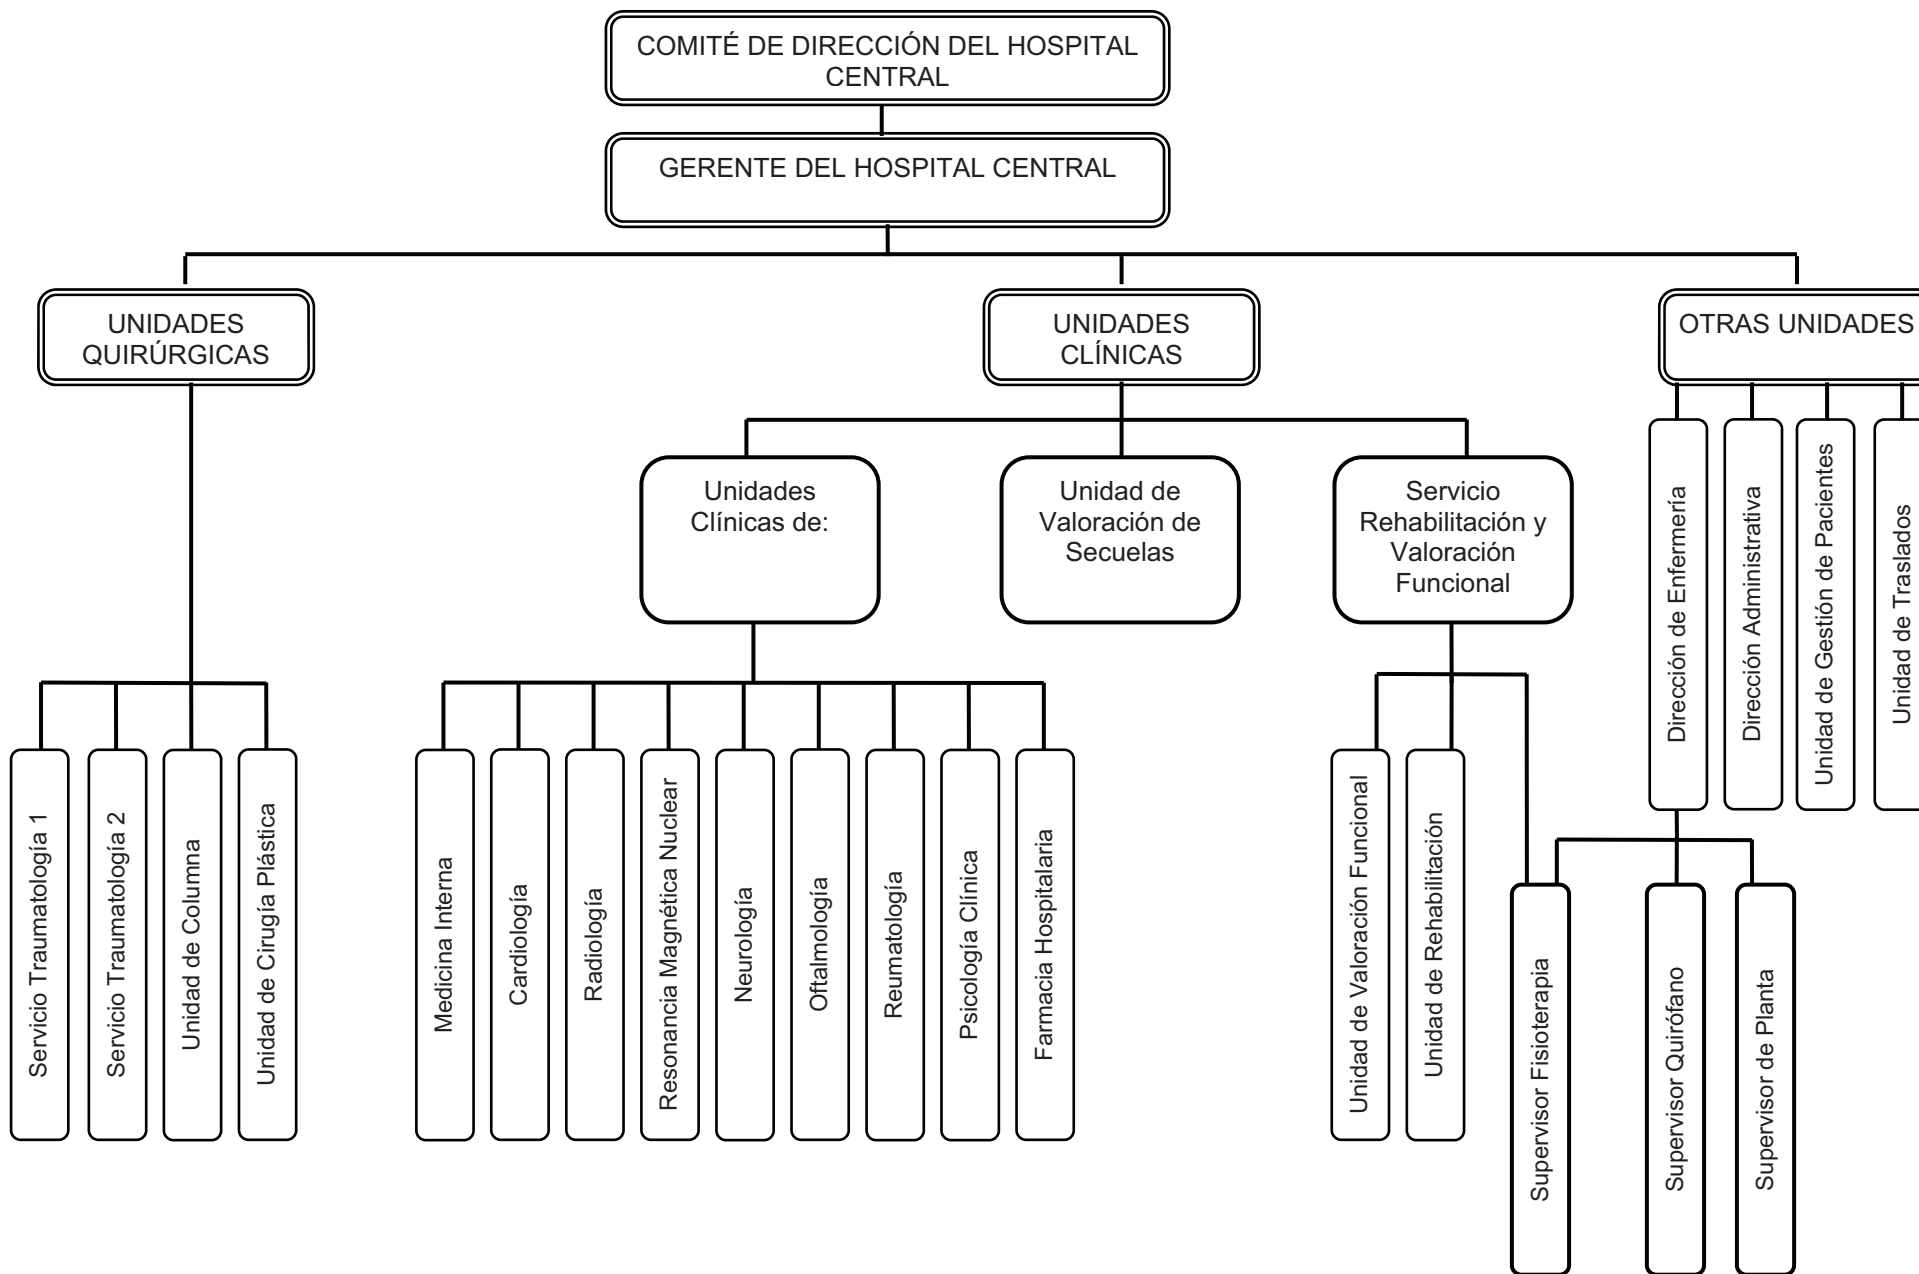 COMITÉ DE DIRECCIÓN DEL HOSPITAL
CENTRAL
GERENTE DEL HOSPITAL CENTRAL
UNIDADES
QUIRÚRGICAS
UNIDADES
CLÍNICAS
OTRAS UNIDADES
Unidades
Clínicas de:
Unidad de
Valoración de
Secuelas
Servicio
Rehabilitación y
Valoración
Funcional
Dirección de Enfermería
Dirección Administrativa
Unidad de Gestión de Pacientes
Unidad de Traslados
Servicio Traumatología 1
Servicio Traumatología 2
Unidad de Columna
Unidad de Cirugía Plástica
Medicina Interna
Cardiología
Radiología
Resonancia Magnética Nuclear
Neurología
Oftalmología
Reumatología
Psicología Clínica
Farmacia Hospitalaria
Unidad de Valoración Funcional
Unidad de Rehabilitación
Supervisor Fisioterapia
Supervisor Quirófano
Supervisor de Planta